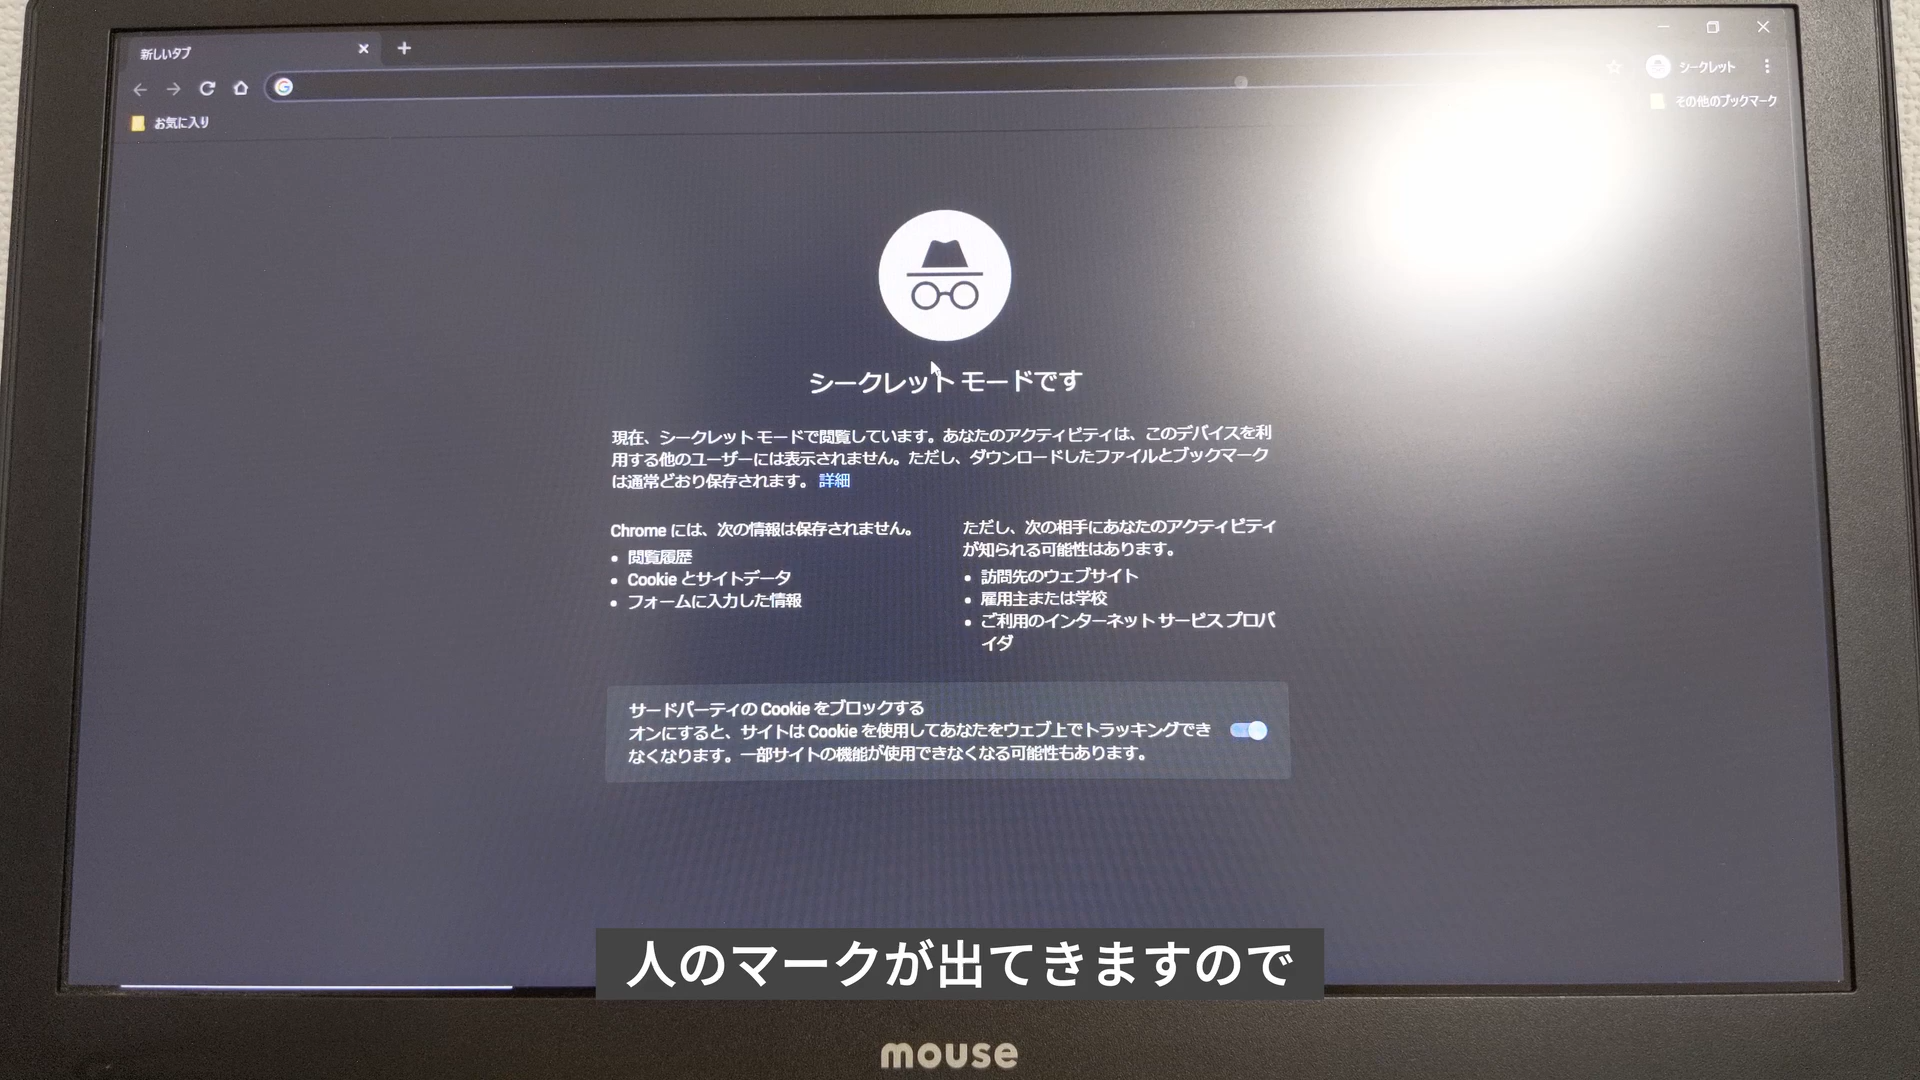 新しいタブ
シークレット
お気に入り
その他のブックマーク
シークレット モードです
現在、シークレット モードで閲覧しています。あなたのアクティビティは、このデバイスを利
用する他のユーザーには表示されません。ただし、ダウンロードしたファイルとブックマーク
は通常どおり保存されます。 詳細
Chrome には、次の情報は保存されません。
• 閲覧履歴
• Cookie とサイトデータ
• フォームに入力した情報
ただし、次の相手にあなたのアクティビティ
が知られる可能性はあります。
• 訪問先のウェブサイト
• 雇用主または学校
• ご利用のインターネット サービス プロバ
イダ
サードパーティの Cookie をブロックする
オンにすると、サイトは Cookie を使用してあなたをウェブ上でトラッキングでき
なくなります。一部サイトの機能が使用できなくなる可能性もあります。
人のマークが出てきますので
mouse